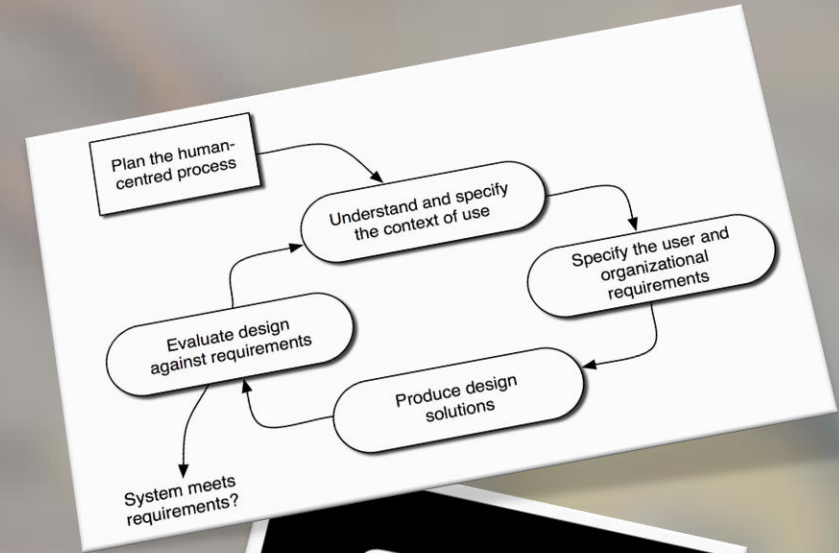 Plan the human-
centred process
Understand and specify
the context of use
Specify the user and
organizational
requirements
Produce design
solutions
Evaluate design
against requirements
System meets
requirements?